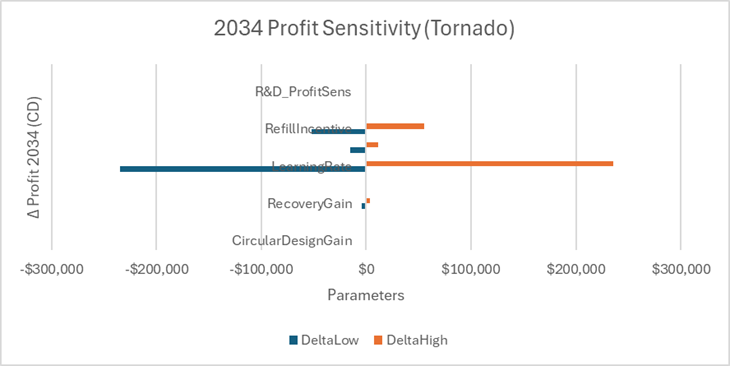 2034 Profit Sensitivity (Tornado)
Δ Profit 2034 (CD)
R&D_ProfitSens
RefillIncentive
LearningRate
RecoveryGain
CircularDesignGain
-$300,000 -$200,000 -$100,000 $0 $100,000 $200,000 $300,000
Parameters
DeltaLow DeltaHigh